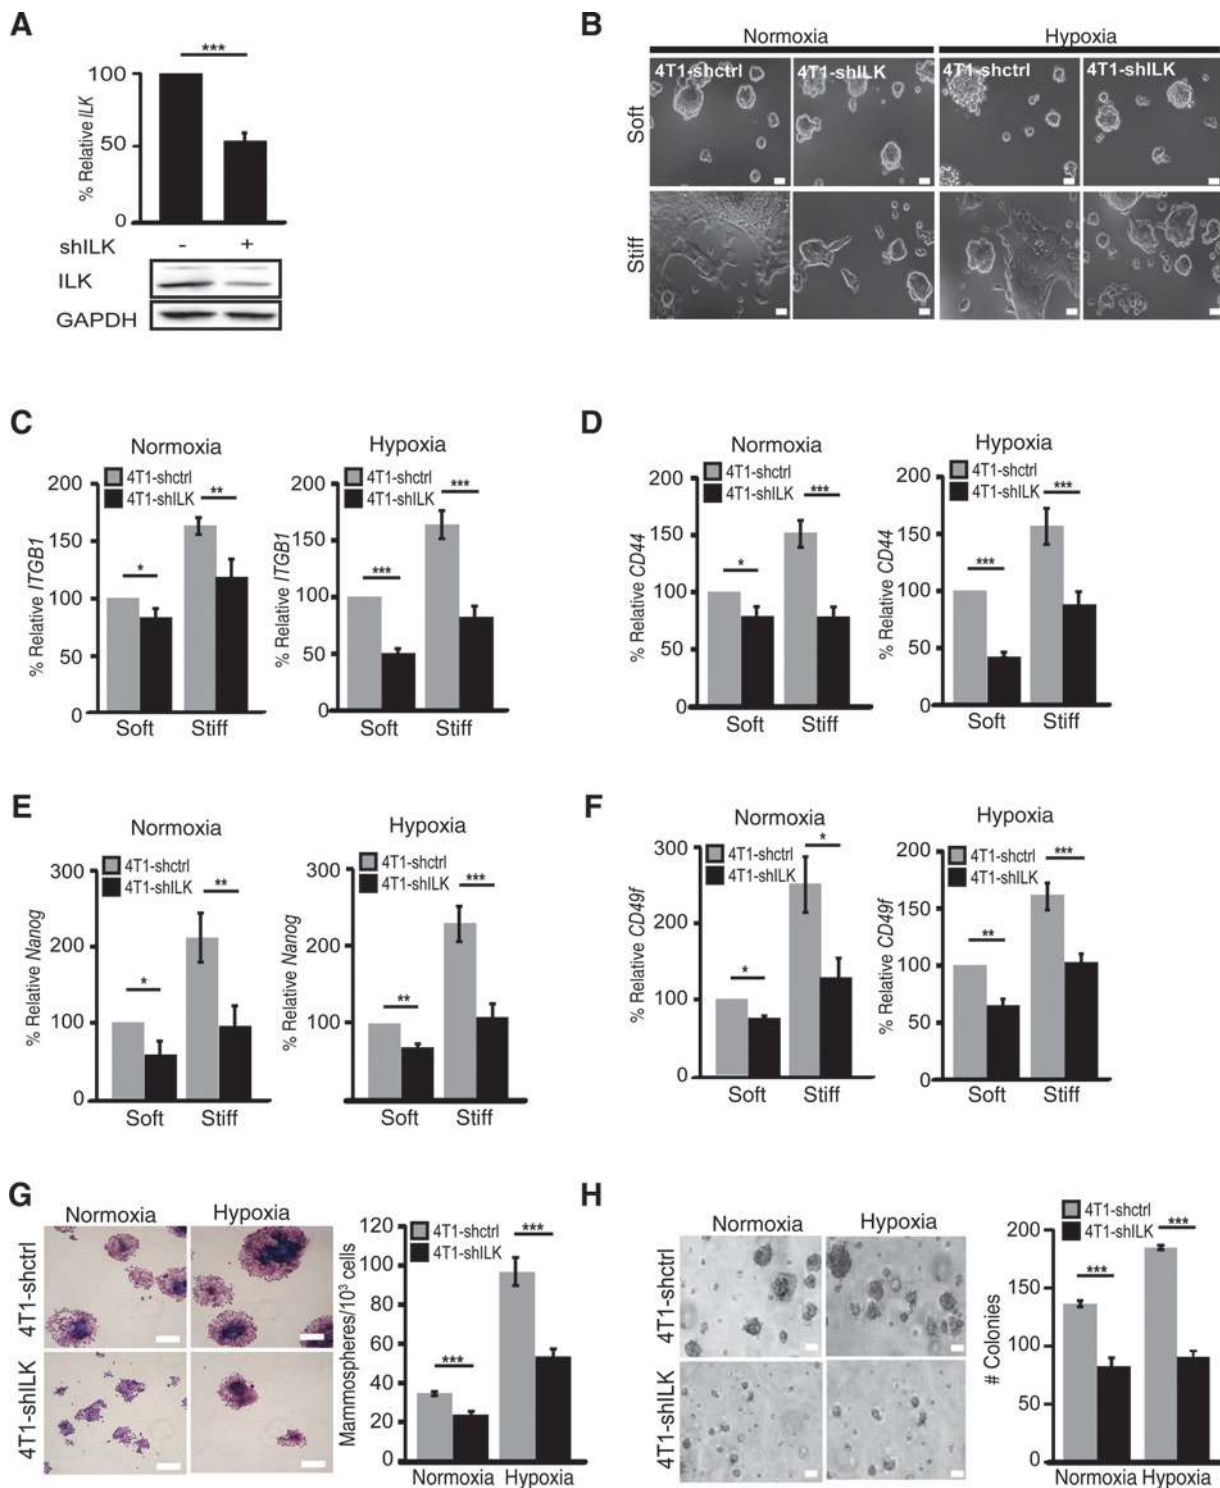 A
***
100
50
0
% Relative ILK
shILK - +
ILK
GAPDH
B
Normoxia Hypoxia
4T1-shctrl 4T1-shILK 4T1-shctrl 4T1-shILK
Soft
Stiff
C
Normoxia
4T1-shctrl
4T1-shILK
200
150
100
50
0
% Relative ITGB1
* **
Soft Stiff
Hypoxia
4T1-shctrl
4T1-shILK
200
150
100
50
0
% Relative ITGB1
*** ***
Soft Stiff
D
Normoxia
4T1-shctrl
4T1-shILK
200
150
100
50
0
% Relative CD44
* ***
Soft Stiff
Hypoxia
4T1-shctrl
4T1-shILK
200
150
100
50
0
% Relative CD44
*** ***
Soft Stiff
E
Normoxia
4T1-shctrl
4T1-shILK
300
200
100
0
% Relative Nanog
* **
Soft Stiff
Hypoxia
4T1-shctrl
4T1-shILK
300
200
100
% Relative Nanog
** ***
Soft Stiff
F
Normoxia
4T1-shctrl
4T1-shILK
300
200
100
0
% Relative CD49f
* *
Soft Stiff
Hypoxia
4T1-shctrl
4T1-shILK
200
150
100
50
0
% Relative CD49f
** ***
Soft Stiff
G
Normoxia Hypoxia
4T1-shctrl
4T1-shILK
4T1-shctrl
4T1-shILK
120
100
80
60
40
20
0
Mammospheres/10³ cells
*** ***
Normoxia Hypoxia
H
Normoxia Hypoxia
4T1-shctrl
4T1-shILK
4T1-shctrl
4T1-shILK
200
150
100
50
0
# Colonies
*** ***
Normoxia Hypoxia